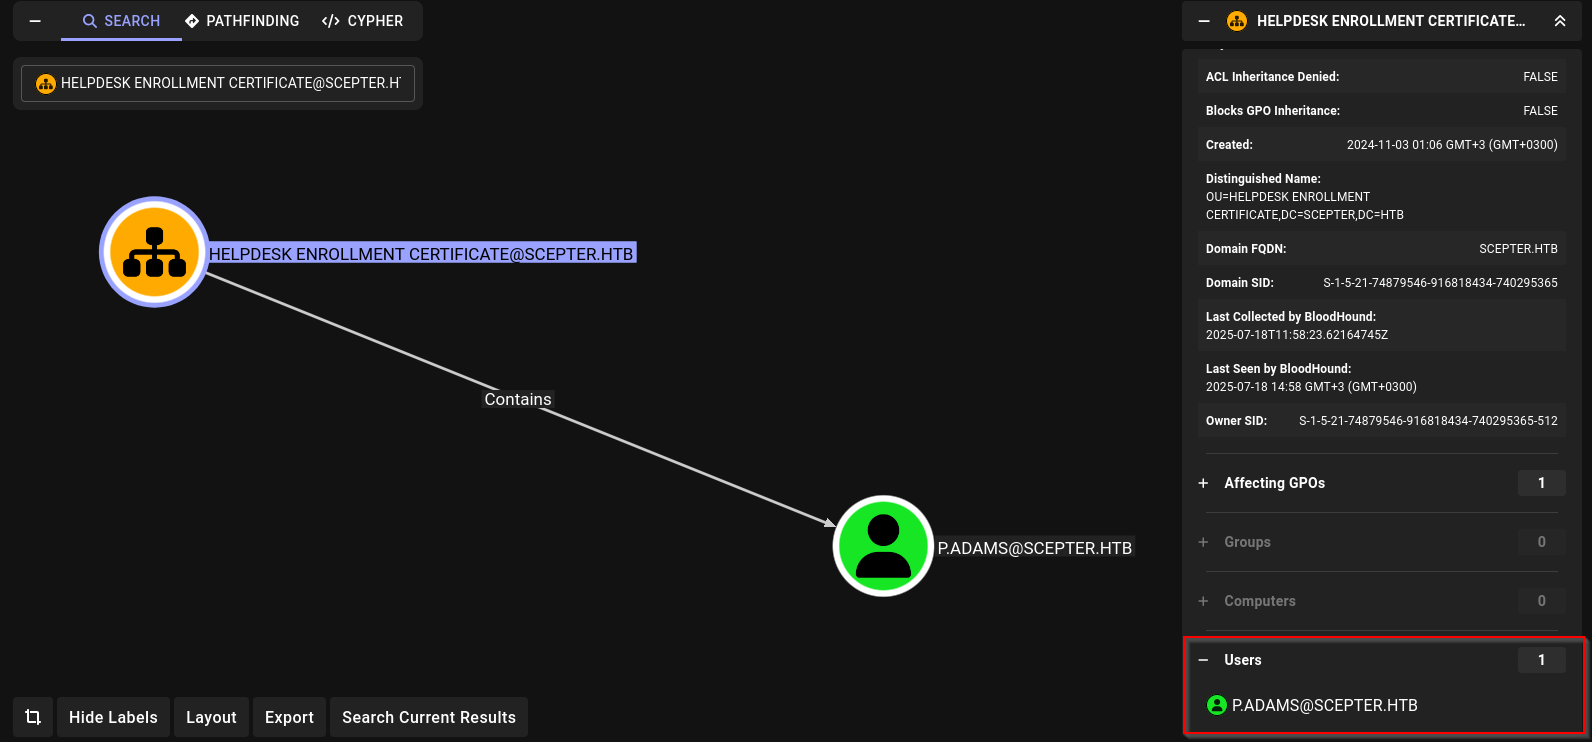 SEARCH
PATHFINDING
</> CYPHER
HELPDESK ENROLLMENT CERTIFICATE@SCEPTER.HT
HELPDESK ENROLLMENT CERTIFICATE@SCEPTER.HTB
Contains
P.ADAMS@SCEPTER.HTB
Hide Labels
Layout
Export
Search Current Results
HELPDESK ENROLLMENT CERTIFICATE...
ACL Inheritance Denied: FALSE
Blocks GPO Inheritance: FALSE
Created: 2024-11-03 01:06 GMT+3 (GMT+0300)
Distinguished Name:
OU=HELPDESK ENROLLMENT
CERTIFICATE,DC=SCEPTER,DC=HTB
Domain FQDN: SCEPTER.HTB
Domain SID: S-1-5-21-74879546-916818434-740295365
Last Collected by BloodHound:
2025-07-18T11:58:23.62164745Z
Last Seen by BloodHound:
2025-07-18 14:58 GMT+3 (GMT+0300)
Owner SID: S-1-5-21-74879546-916818434-740295365-512
+ Affecting GPOs 1
+ Groups 0
+ Computers 0
− Users 1
P.ADAMS@SCEPTER.HTB